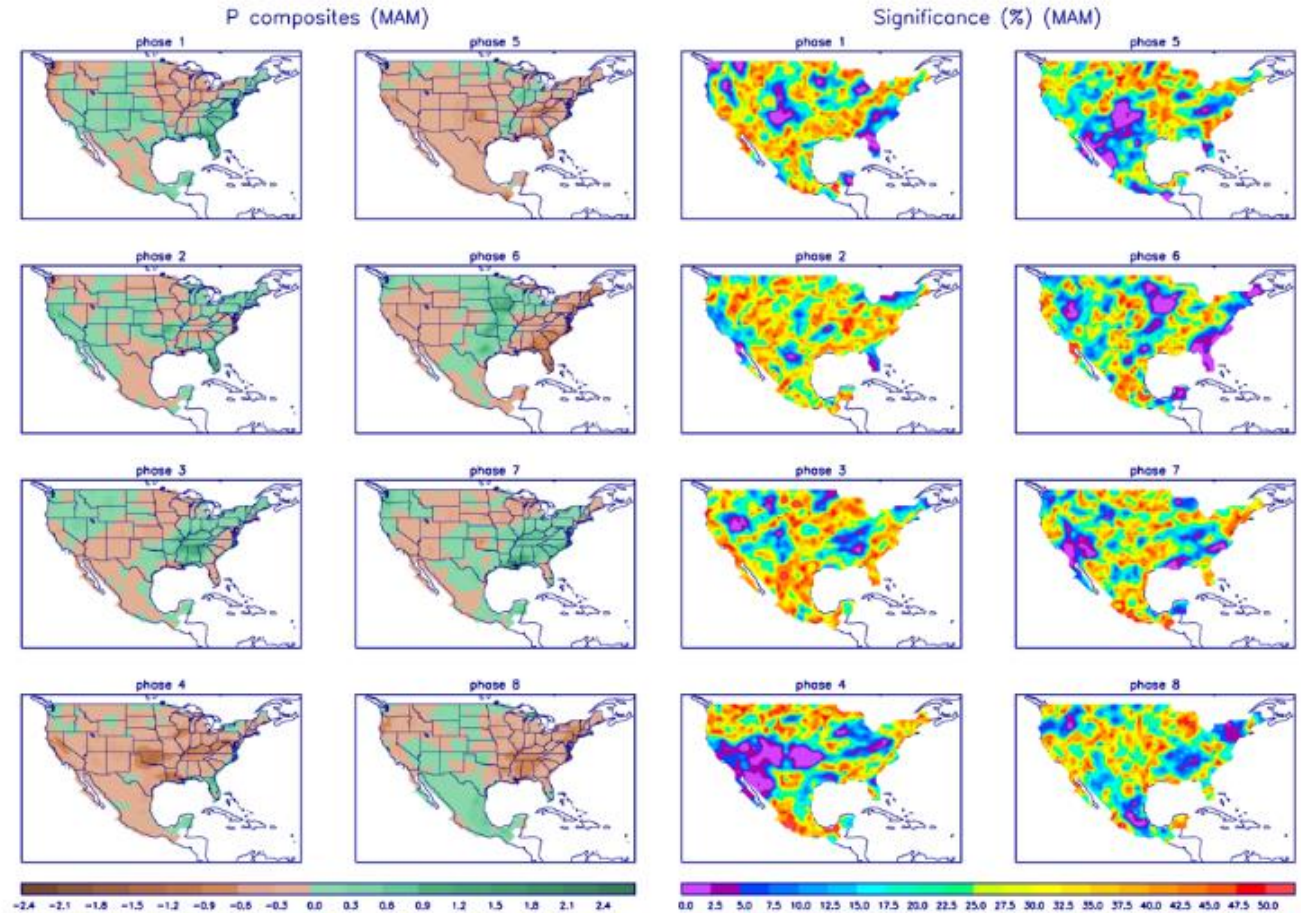 P composites (MAM) Significance (%) (MAM)
phase 1 phase 5 phase 1 phase 5
phase 2 phase 6 phase 2 phase 6
phase 3 phase 7 phase 3 phase 7
phase 4 phase 8 phase 4 phase 8
−2.4 −2.1 −1.8 −1.5 −1.2 −0.9 −0.6 −0.3 0.0 0.3 0.6 0.9 1.2 1.5 1.8 2.1 2.4 0.0 2.5 5.0 7.5 10.0 12.5 15.0 17.5 20.0 22.5 25.0 27.5 30.0 32.5 35.0 37.5 40.0 42.5 45.0 47.5 50.0